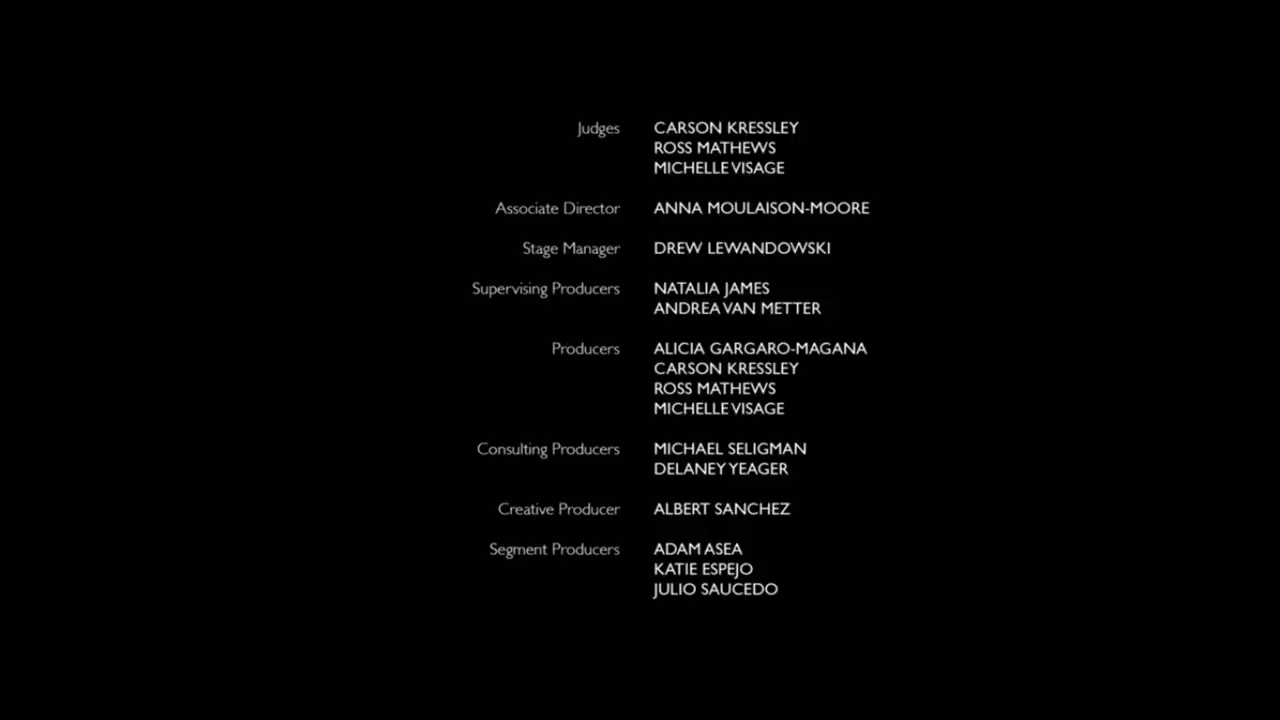 Judges CARSON KRESSLEY
ROSS MATHEWS
MICHELLE VISAGE
Associate Director ANNA MOULAISON-MOORE
Stage Manager DREW LEWANDOWSKI
Supervising Producers NATALIA JAMES
ANDREA VAN METTER
Producers ALICIA GARGARO-MAGANA
CARSON KRESSLEY
ROSS MATHEWS
MICHELLE VISAGE
Consulting Producers MICHAEL SELIGMAN
DELANEY YEAGER
Creative Producer ALBERT SANCHEZ
Segment Producers ADAM ASEA
KATIE ESPEJO
JULIO SAUCEDO